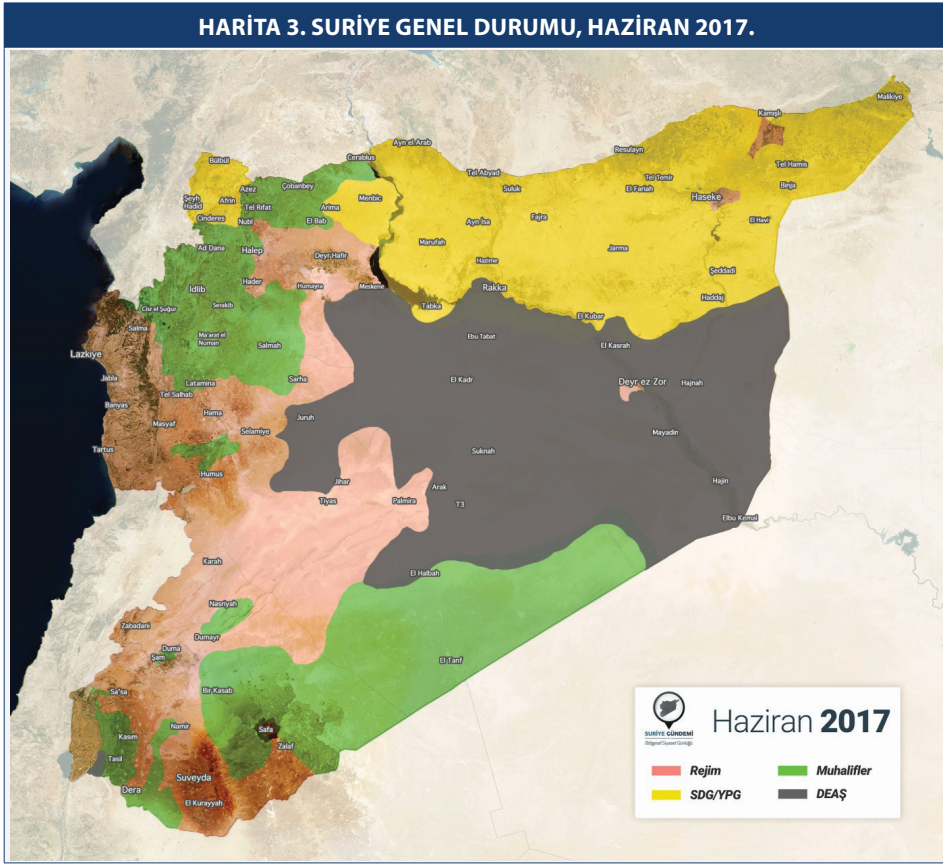 HARİTA 3. SURİYE GENEL DURUMU, HAZİRAN 2017.
Malikiye
Kamışlı
Ayn el Arab
Resulayn
Cerablus
Bülbül
Tel Abyad
Tel Hamis
Çobanbey
Suluk
Tel Temir
El Fariah
Binja
Azez
Şeyh
Hadid
Afrin
Tel Rıfat
Arıma
Menbic
Haseke
Cinderes
Nubl
El Bab
Ayn İsa
Fajra
El Havi
Ad Dana
Halep
Deyr Hafir
Marufah
Jarma
Hazime
Şeddadi
Hader
Humayra
Meskene
Rakka
Haddaj
İdlib
Serakib
Tabka
Cisr el Şuğur
El Kubar
Salma
Ma'arat el
Numan
Salmah
Ebu Tabat
El Kasrah
Lazkiye
Jabla
Latamina
Sarha
El Kadr
Deyr ez Zor
Hajnah
Tel Salhab
Banyas
Hama
Juruh
Masyaf
Selamiye
Mayadin
Tartus
Suknah
Humus
Jihar
Arak
Hajin
Tiyas
Palmira
T3
Elbu Kemal
Karah
El Halbah
Nasriyah
Zabadani
Dumayr
Duma
Şam
El Tanf
Sa'sa
Bir Kasab
Kasım
Namir
Safa
Zalaf
Tasil
Suveyda
Dera
El Kurayyah
SURİYE GÜNDEMİ
Bölgesel Siyaset Günlüğü
Haziran 2017
Rejim
Muhalifler
SDG/YPG
DEAŞ